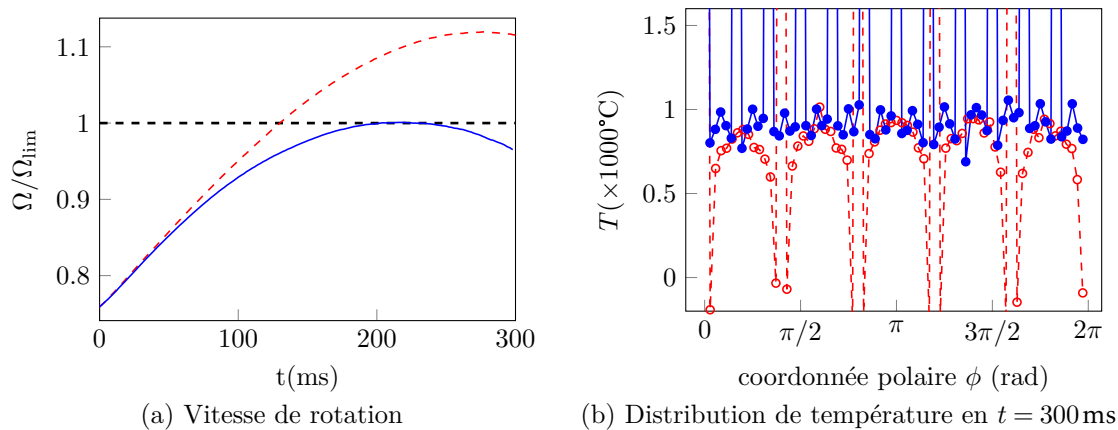 1.1
1
0.9
0.8
Ω/Ω_lim
0 100 200 300
t(ms)
(a) Vitesse de rotation
1.5
1
0.5
0
T(×1000°C)
0 π/2 π 3π/2 2π
coordonnée polaire ϕ (rad)
(b) Distribution de température en t = 300 ms